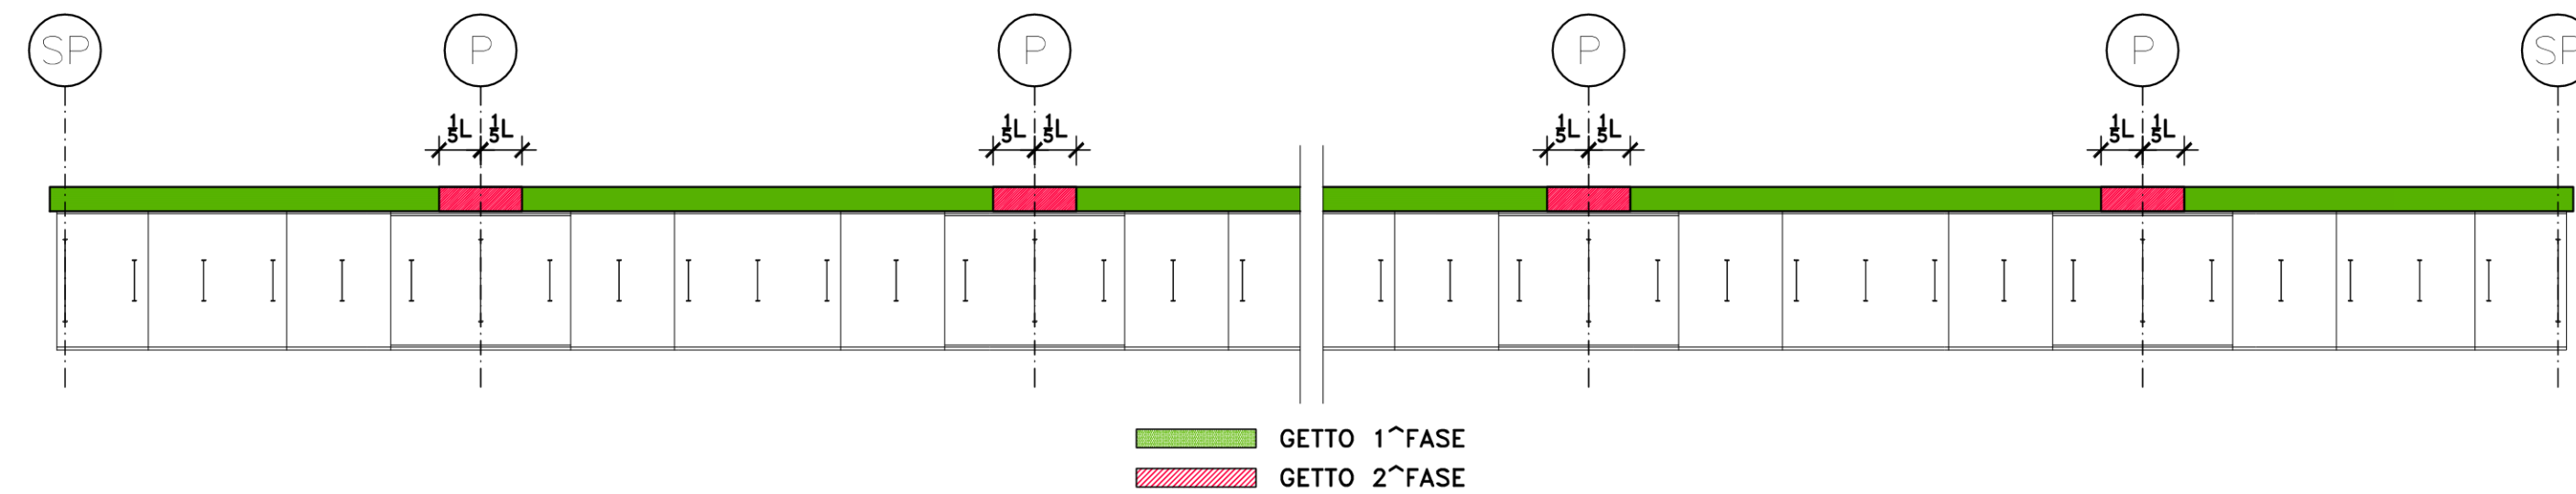 SP P P P P SP
1/5L 1/5L 1/5L 1/5L 1/5L 1/5L 1/5L 1/5L
GETTO 1^FASE
GETTO 2^FASE